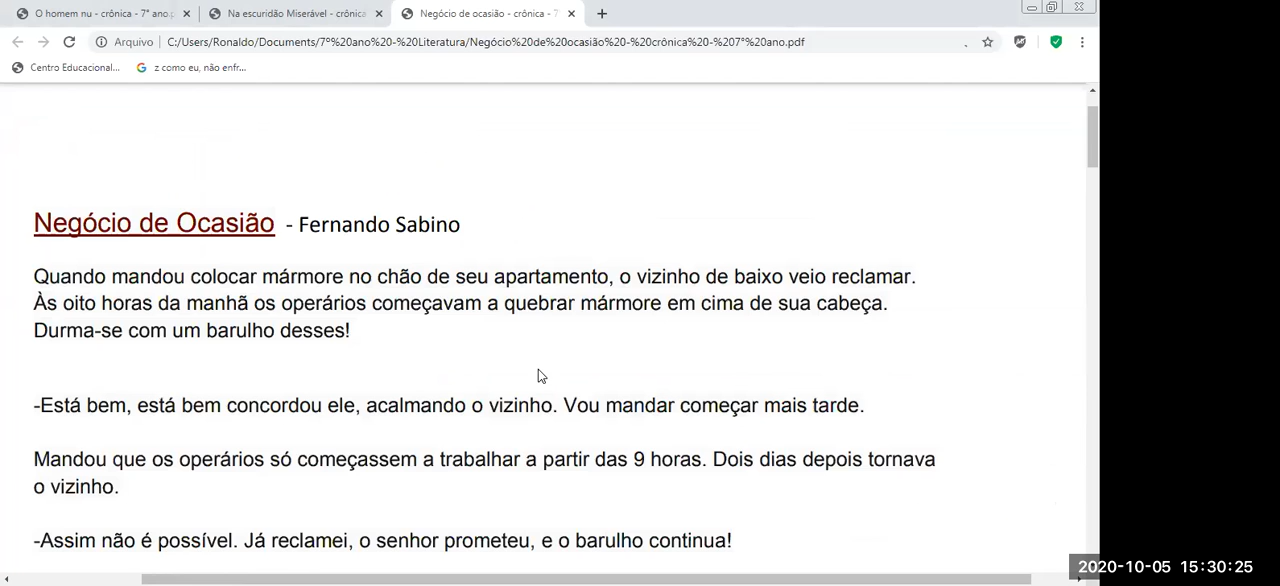 O homem nu - crônica - 7° ano.p
Na escuridão Miserável - crônica
Negócio de ocasião - crônica - 7
Arquivo | C:/Users/Ronaldo/Documents/7º%20ano%20-%20Literatura/Negócio%20de%20ocasião%20-%20crônica%20-%207°%20ano.pdf
Centro Educacional...
z como eu, não enfr...
Negócio de Ocasião - Fernando Sabino
Quando mandou colocar mármore no chão de seu apartamento, o vizinho de baixo veio reclamar.
Às oito horas da manhã os operários começavam a quebrar mármore em cima de sua cabeça.
Durma-se com um barulho desses!
-Está bem, está bem concordou ele, acalmando o vizinho. Vou mandar começar mais tarde.
Mandou que os operários só começassem a trabalhar a partir das 9 horas. Dois dias depois tornava
o vizinho.
-Assim não é possível. Já reclamei, o senhor prometeu, e o barulho continua!
2020-10-05 15:30:25